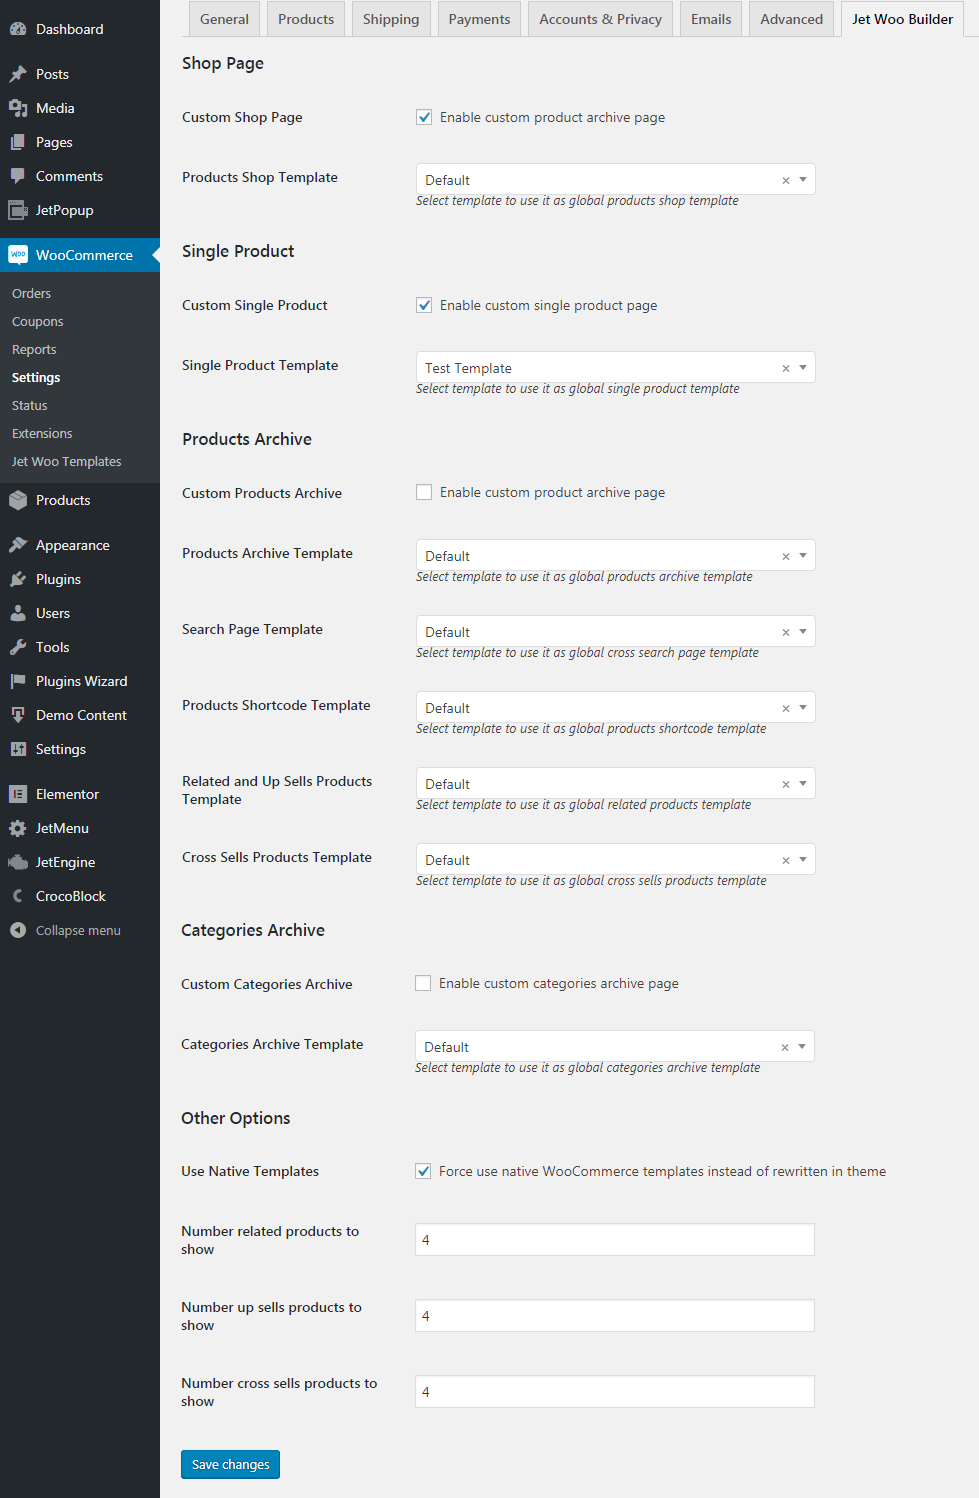 Dashboard
Posts
Media
Pages
Comments
JetPopup
woo WooCommerce
Orders
Coupons
Reports
Settings
Status
Extensions
Jet Woo Templates
Products
Appearance
Plugins
Users
Tools
Plugins Wizard
Demo Content
Settings
Elementor
JetMenu
JetEngine
CrocoBlock
Collapse menu
General Products Shipping Payments Accounts & Privacy Emails Advanced Jet Woo Builder
Shop Page
Custom Shop Page Enable custom product archive page
Products Shop Template Default × 
Select template to use it as global products shop template
Single Product
Custom Single Product Enable custom single product page
Single Product Template Test Template ×
Select template to use it as global single product template
Products Archive
Custom Products Archive Enable custom product archive page
Products Archive Template Default ×
Select template to use it as global products archive template
Search Page Template Default ×
Select template to use it as global cross search page template
Products Shortcode Template Default ×
Select template to use it as global products shortcode template
Related and Up Sells Products
Template
Default ×
Select template to use it as global related products template
Cross Sells Products Template Default ×
Select template to use it as global cross sells products template
Categories Archive
Custom Categories Archive Enable custom categories archive page
Categories Archive Template Default ×
Select template to use it as global categories archive template
Other Options
Use Native Templates Force use native WooCommerce templates instead of rewritten in theme
Number related products to
show
4
Number up sells products to
show
4
Number cross sells products to
show
4
Save changes